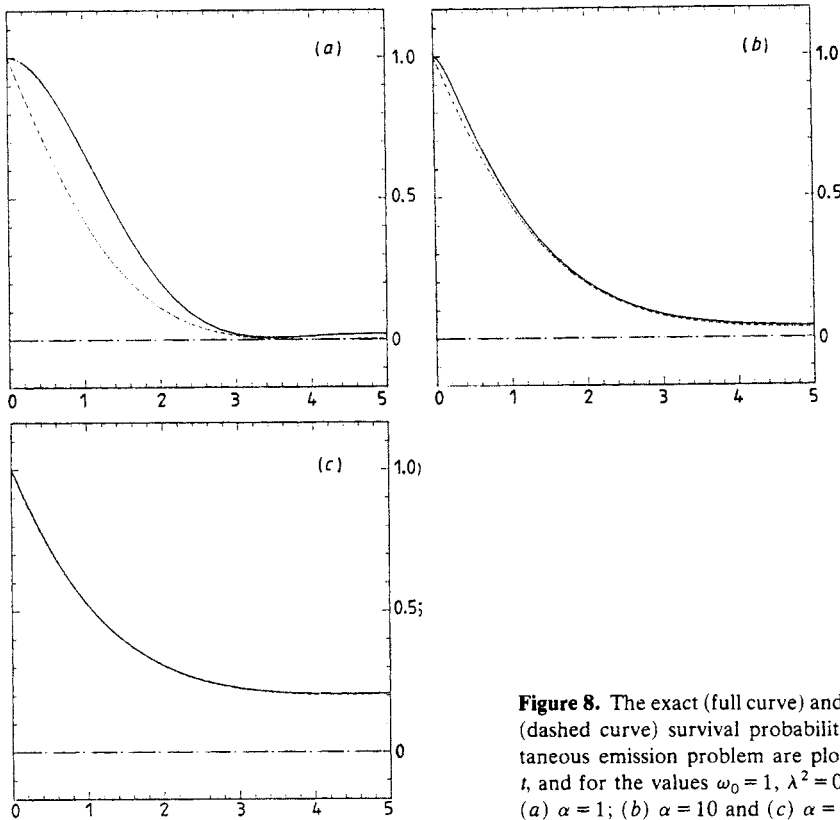 (a)
1.0
0.5
0
0 1 2 3 4 5
(b)
1.0
0.5
0
0 1 2 3 4 5
(c)
1.0)
0.5;
0
0 1 2 3 4 5
Figure 8. The exact (full curve) and
(dashed curve) survival probabilit
taneous emission problem are plo
t, and for the values ω₀ = 1, λ² = 0
(a) α = 1; (b) α = 10 and (c) α =